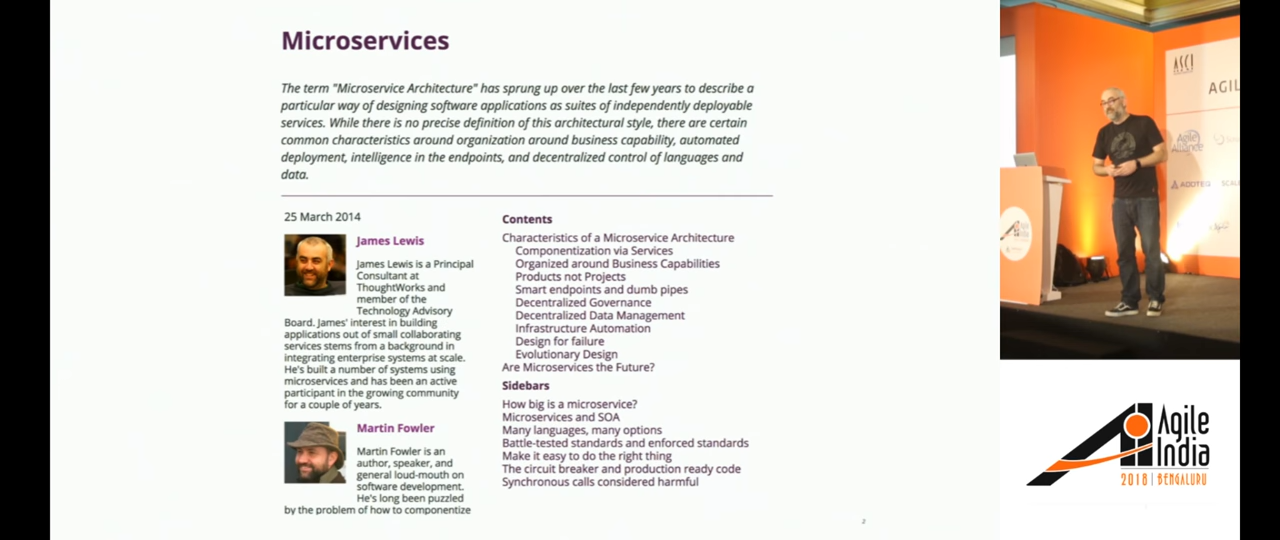 Microservices
The term "Microservice Architecture" has sprung up over the last few years to describe a
particular way of designing software applications as suites of independently deployable
services. While there is no precise definition of this architectural style, there are certain
common characteristics around organization around business capability, automated
deployment, intelligence in the endpoints, and decentralized control of languages and
data.
25 March 2014
James Lewis
James Lewis is a Principal
Consultant at
ThoughtWorks and
member of the
Technology Advisory
Board. James' interest in building
applications out of small collaborating
services stems from a background in
integrating enterprise systems at scale.
He's built a number of systems using
microservices and has been an active
participant in the growing community
for a couple of years.
Martin Fowler
Martin Fowler is an
author, speaker, and
general loud-mouth on
software development.
He's long been puzzled
by the problem of how to componentize
Contents
Characteristics of a Microservice Architecture
Componentization via Services
Organized around Business Capabilities
Products not Projects
Smart endpoints and dumb pipes
Decentralized Governance
Decentralized Data Management
Infrastructure Automation
Design for failure
Evolutionary Design
Are Microservices the Future?
Sidebars
How big is a microservice?
Microservices and SOA
Many languages, many options
Battle-tested standards and enforced standards
Make it easy to do the right thing
The circuit breaker and production ready code
Synchronous calls considered harmful
2
ASCI
AGIL
Agile
Alliance
Agile
India
2018 | BENGALURU